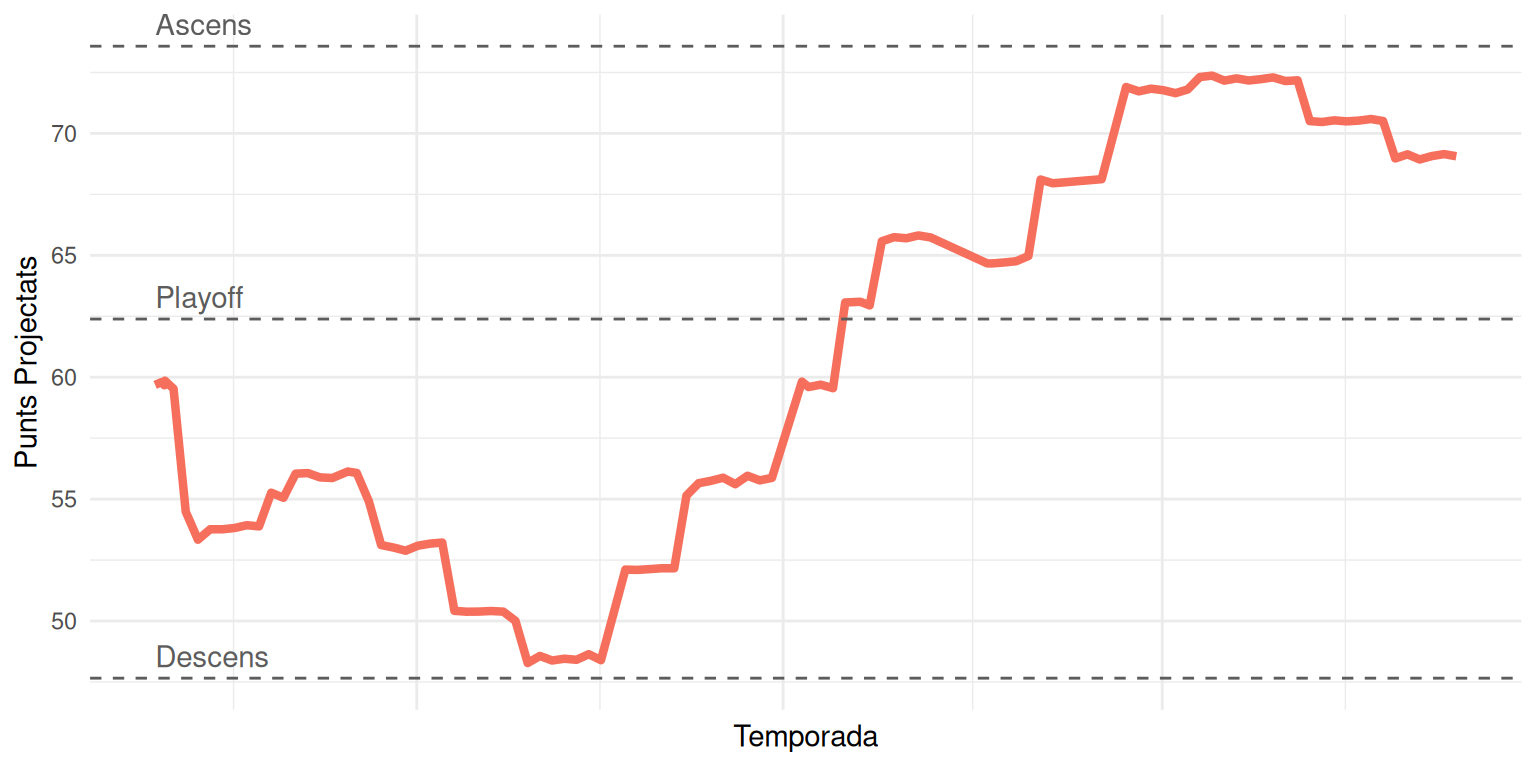 Ascens
70
65
Playoff
60
55
50
Descens
Punts Projectats
Temporada